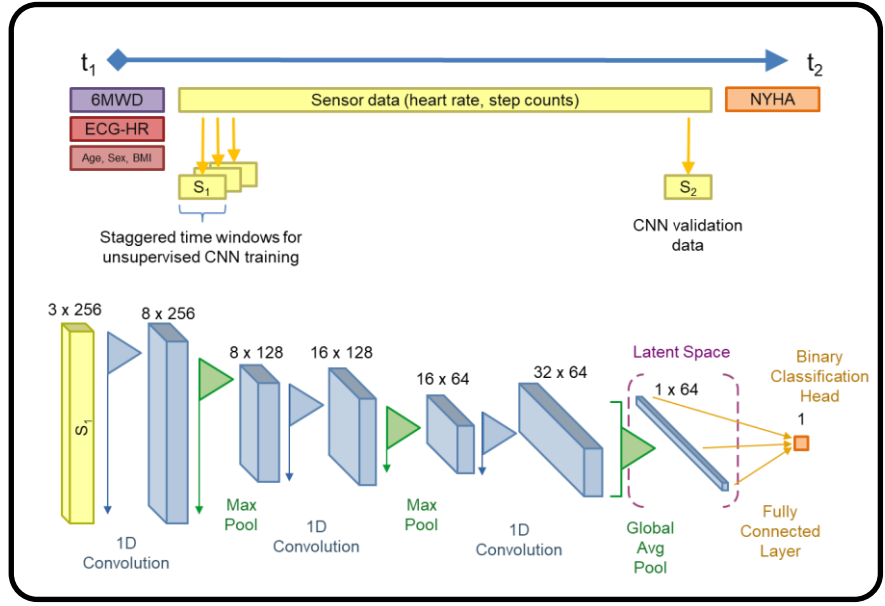 t1
t2
6MWD
Sensor data (heart rate, step counts)
NYHA
ECG-HR
Age, Sex, BMI
S1
S2
Staggered time windows for
unsupervised CNN training
CNN validation
data
3 x 256
8 x 256
8 x 128
16 x 128
16 x 64
32 x 64
Latent Space
1 x 64
Binary
Classification
Head
1
S1
1D
Convolution
Max
Pool
1D
Convolution
Max
Pool
1D
Convolution
Global
Avg
Pool
Fully
Connected
Layer